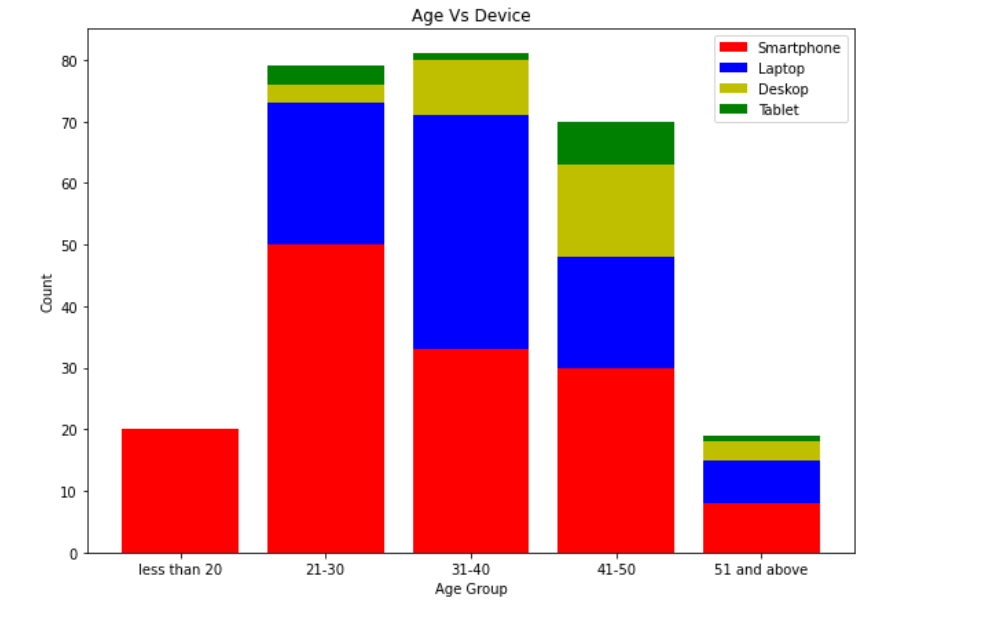 Age Vs Device
Smartphone
Laptop
Deskop
Tablet
Count
80
70
60
50
40
30
20
10
0
less than 20
21-30
31-40
41-50
51 and above
Age Group